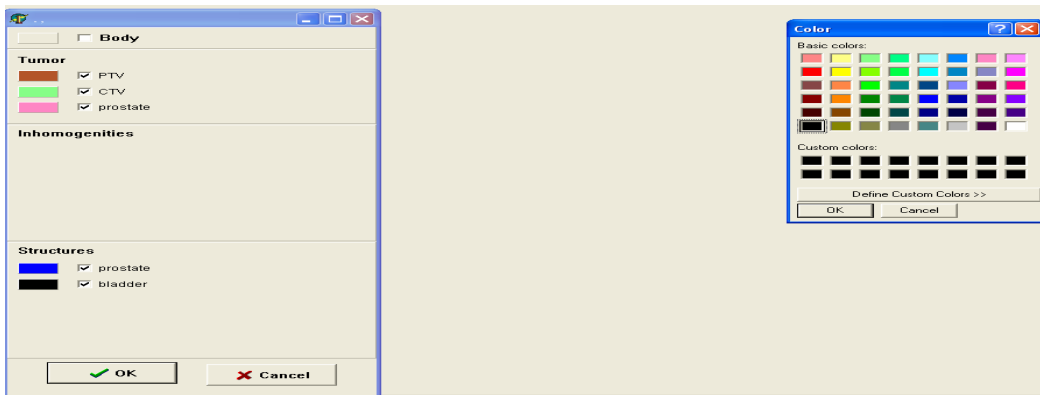 ..
Body
Tumor
PTV
CTV
prostate
Inhomogenities
Structures
prostate
bladder
OK
Cancel
Color
Basic colors:
Custom colors:
Define Custom Colors >>
OK
Cancel